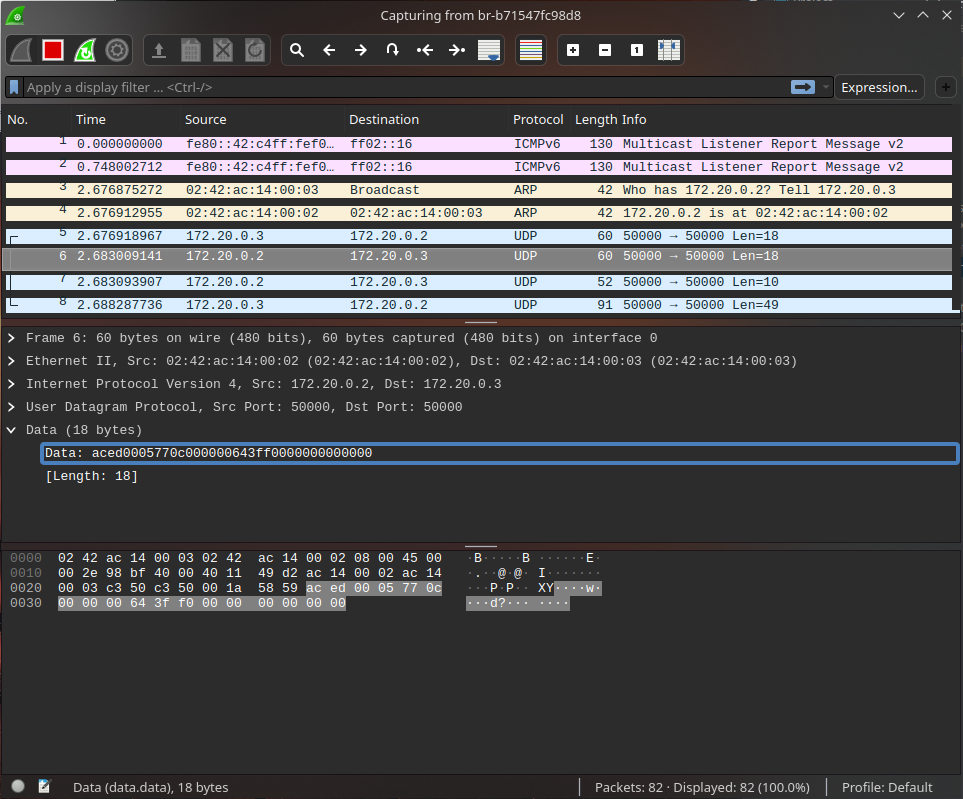 Capturing from br-b71547fc98d8
Apply a display filter ... <Ctrl-/>
Expression...
+
No. Time Source Destination Protocol Length Info
1 0.000000000 fe80::42:c4ff:fef0… ff02::16 ICMPv6 130 Multicast Listener Report Message v2
2 0.748002712 fe80::42:c4ff:fef0… ff02::16 ICMPv6 130 Multicast Listener Report Message v2
3 2.676875272 02:42:ac:14:00:03 Broadcast ARP 42 Who has 172.20.0.2? Tell 172.20.0.3
4 2.676912955 02:42:ac:14:00:02 02:42:ac:14:00:03 ARP 42 172.20.0.2 is at 02:42:ac:14:00:02
5 2.676918967 172.20.0.3 172.20.0.2 UDP 60 50000 → 50000 Len=18
6 2.683009141 172.20.0.2 172.20.0.3 UDP 60 50000 → 50000 Len=18
7 2.683093907 172.20.0.2 172.20.0.3 UDP 52 50000 → 50000 Len=10
8 2.688287736 172.20.0.3 172.20.0.2 UDP 91 50000 → 50000 Len=49
Frame 6: 60 bytes on wire (480 bits), 60 bytes captured (480 bits) on interface 0
Ethernet II, Src: 02:42:ac:14:00:02 (02:42:ac:14:00:02), Dst: 02:42:ac:14:00:03 (02:42:ac:14:00:03)
Internet Protocol Version 4, Src: 172.20.0.2, Dst: 172.20.0.3
User Datagram Protocol, Src Port: 50000, Dst Port: 50000
Data (18 bytes)
Data: aced0005770c000000643ff0000000000000
[Length: 18]
0000 02 42 ac 14 00 03 02 42 ac 14 00 02 08 00 45 00 ·B·····B ······E·
0010 00 2e 98 bf 40 00 40 11 49 d2 ac 14 00 02 ac 14 ·.··@·@· I·······
0020 00 03 c3 50 c3 50 00 1a 58 59 ac ed 00 05 77 0c ···P·P·· XY····w·
0030 00 00 00 64 3f f0 00 00 00 00 00 00 ···d?··· ····
Data (data.data), 18 bytes Packets: 82 · Displayed: 82 (100.0%) Profile: Default